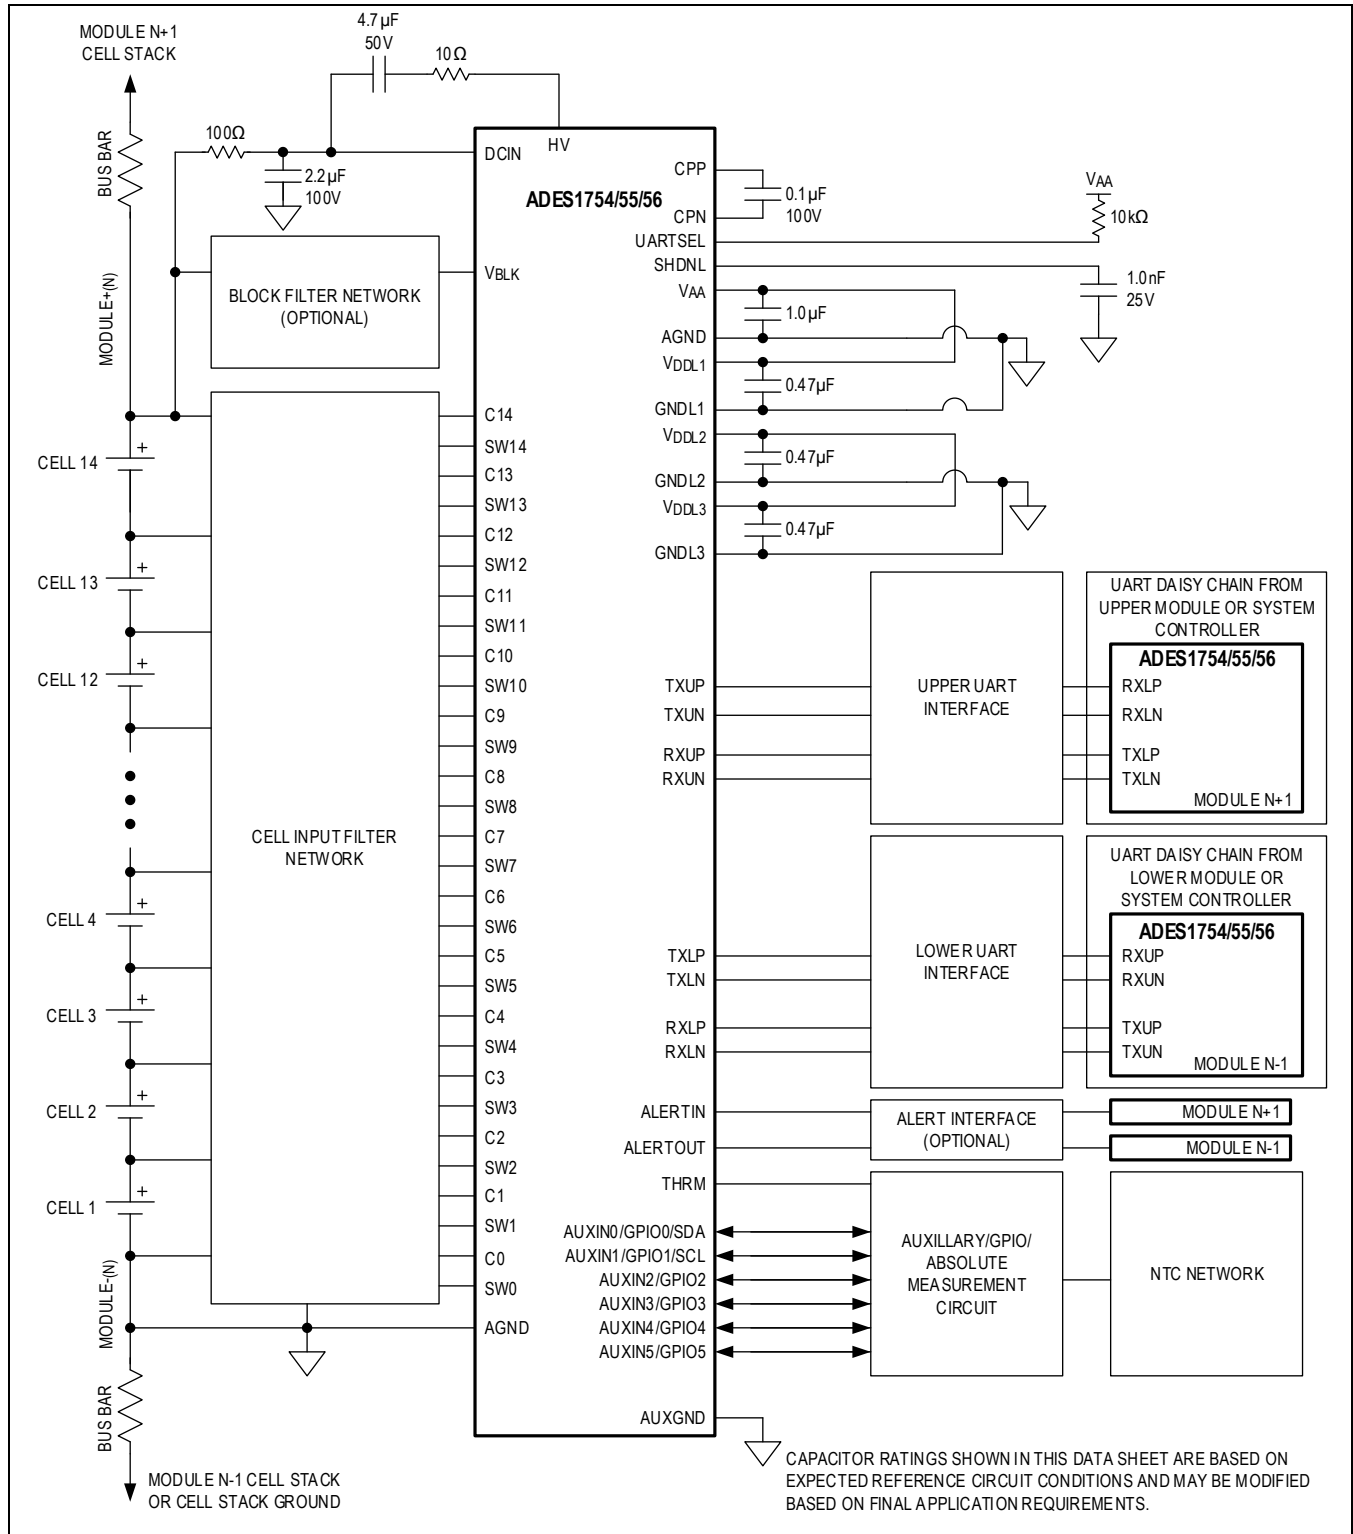 MODULE N+1
CELL STACK
4.7µF
50V
10Ω
BUS BAR
100Ω
2.2µF
100V
DCIN
HV
ADES1754/55/56
CPP
CPN
0.1µF
100V
UARTSEL
VAA
10kΩ
SHDNL
1.0nF
25V
MODULE+(N)
BLOCK FILTER NETWORK
(OPTIONAL)
VBLK
VAA
1.0µF
AGND
VDDL1
0.47µF
GNDL1
VDDL2
0.47µF
GNDL2
VDDL3
0.47µF
GNDL3
CELL 14
+
CELL 13
+
CELL 12
+
CELL 4
+
CELL 3
+
CELL 2
+
CELL 1
+
CELL INPUT FILTER
NETWORK
C14
SW14
C13
SW13
C12
SW12
C11
SW11
C10
SW10
C9
SW9
C8
SW8
C7
SW7
C6
SW6
C5
SW5
C4
SW4
C3
SW3
C2
SW2
C1
SW1
C0
SW0
AGND
TXUP
TXUN
RXUP
RXUN
UPPER UART
INTERFACE
UART DAISY CHAIN FROM
UPPER MODULE OR SYSTEM
CONTROLLER
ADES1754/55/56
RXLP
RXLN
TXLP
TXLN
MODULE N+1
TXLP
TXLN
RXLP
RXLN
LOWER UART
INTERFACE
UART DAISY CHAIN FROM
LOWER MODULE OR
SYSTEM CONTROLLER
ADES1754/55/56
RXUP
RXUN
TXUP
TXUN
MODULE N-1
ALERTIN
ALERTOUT
ALERT INTERFACE
(OPTIONAL)
MODULE N+1
MODULE N-1
THRM
AUXIN0/GPIO0/SDA
AUXIN1/GPIO1/SCL
AUXIN2/GPIO2
AUXIN3/GPIO3
AUXIN4/GPIO4
AUXIN5/GPIO5
AUXILLARY/GPIO/
ABSOLUTE
MEASUREMENT
CIRCUIT
NTC NETWORK
AUXGND
MODULE-(N)
BUS BAR
MODULE N-1 CELL STACK
OR CELL STACK GROUND
CAPACITOR RATINGS SHOWN IN THIS DATA SHEET ARE BASED ON
EXPECTED REFERENCE CIRCUIT CONDITIONS AND MAY BE MODIFIED
BASED ON FINAL APPLICATION REQUIREMENTS.